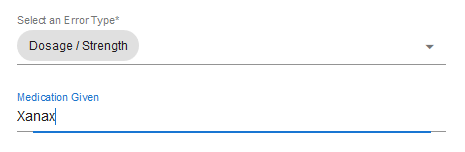 Select an Error Type*
Dosage / Strength
Medication Given
Xanax